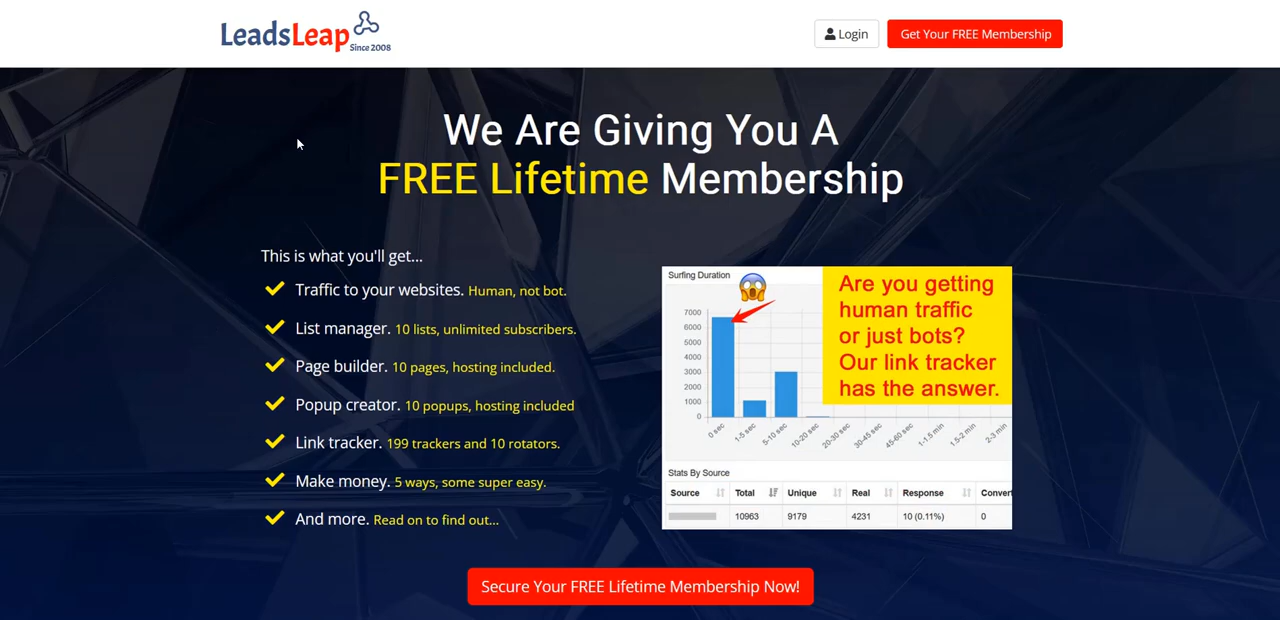 LeadsLeap
Since 2008
Login
Get Your FREE Membership
We Are Giving You A
FREE Lifetime Membership
This is what you'll get...
Traffic to your websites. Human, not bot.
List manager. 10 lists, unlimited subscribers.
Page builder. 10 pages, hosting included.
Popup creator. 10 popups, hosting included
Link tracker. 199 trackers and 10 rotators.
Make money. 5 ways, some super easy.
And more. Read on to find out...
Surfing Duration
7000
6000
5000
4000
3000
2000
1000
0
0 sec
1-5 sec
5-10 sec
10-20 sec
20-30 sec
30-45 sec
45-60 sec
1-1.5 min
1.5-2 min
2-3 min
Are you getting
human traffic
or just bots?
Our link tracker
has the answer.
Stats By Source
Source Total Unique Real Response Convers
10963 9179 4231 10 (0.11%) 0
Secure Your FREE Lifetime Membership Now!